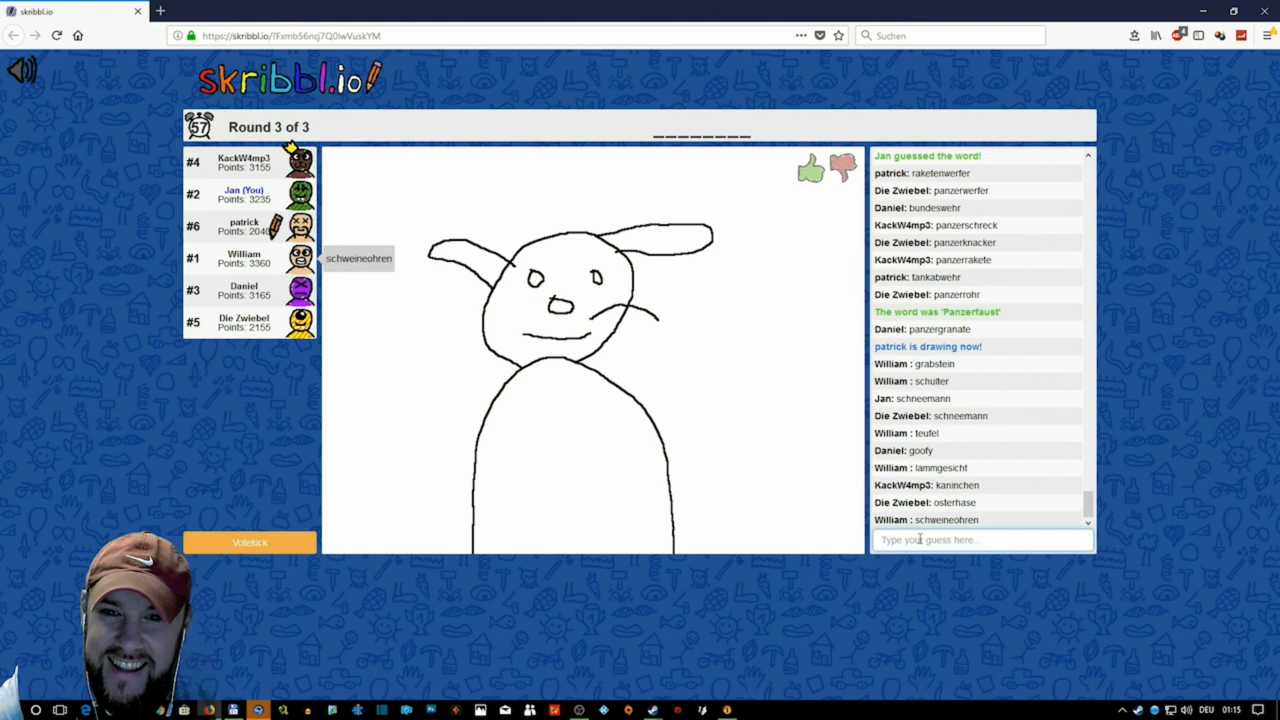 skribbl.io
https://skribbl.io/?Fxmb56ncj7Q0lwVuskYM
Suchen
skribbl.io
57
Round 3 of 3
________
#4
KackW4mp3
Points: 3155
#2
Jan (You)
Points: 3235
#6
patrick
Points: 2040
#1
William
Points: 3360
#3
Daniel
Points: 3165
#5
Die Zwiebel
Points: 2155
schweineohren
Votekick
Jan guessed the word!
patrick: raketenwerfer
Die Zwiebel: panzerwerfer
Daniel: bundeswehr
KackW4mp3: panzerschreck
Die Zwiebel: panzerknacker
KackW4mp3: panzerrakete
patrick: tankabwehr
Die Zwiebel: panzerrohr
The word was 'Panzerfaust'
Daniel: panzergranate
patrick is drawing now!
William : grabstein
William : schulter
Jan: schneemann
Die Zwiebel: schneemann
William : teufel
Daniel: goofy
William : lammgesicht
KackW4mp3: kaninchen
Die Zwiebel: osterhase
William : schweineohren
Type your guess here...
DEU
01:15